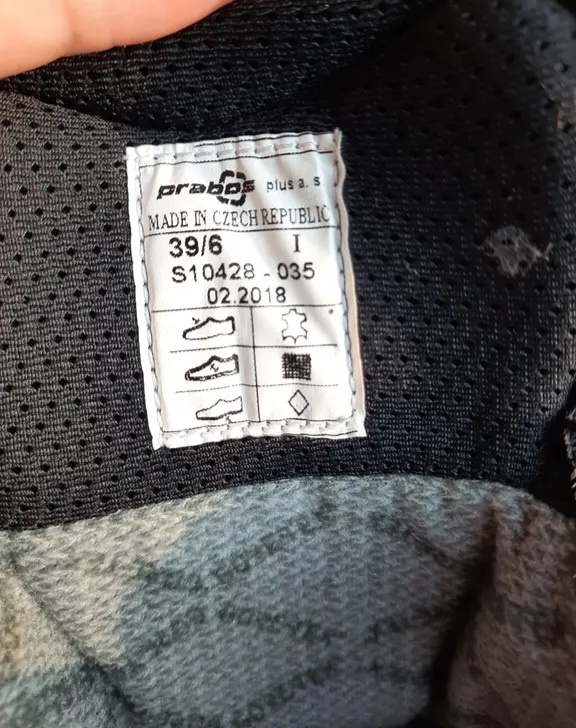 prabos plus a. s.
MADE IN CZECH REPUBLIC
39/6 I
S10428 - 035
02.2018